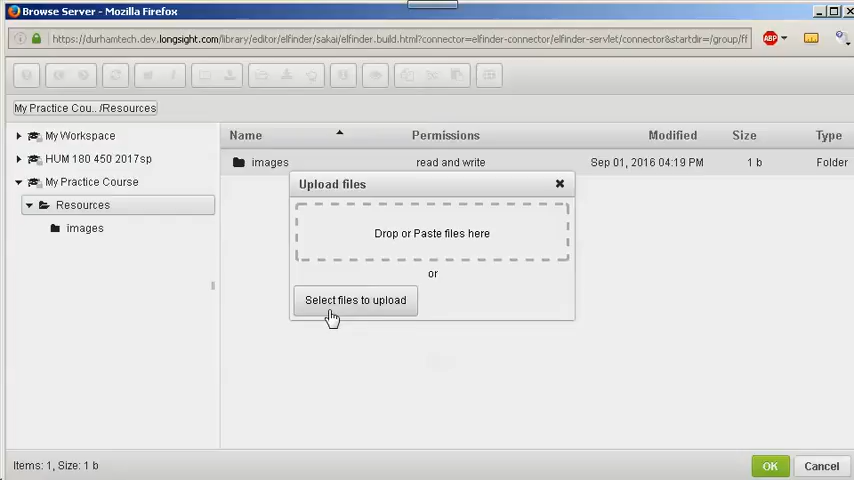 Browse Server - Mozilla Firefox
https://durhamtech.dev.longsight.com/library/editor/elfinder/sakai/elfinder.build.html?connector=elfinder-connector/elfinder-servlet/connector&startdir=/group/ff
ABP
My Practice Cou.. /Resources
My Workspace
HUM 180 450 2017sp
My Practice Course
Resources
images
Name Permissions Modified Size Type
images read and write Sep 01, 2016 04:19 PM 1 b Folder
Upload files
Drop or Paste files here
or
Select files to upload
Items: 1, Size: 1 b
OK Cancel